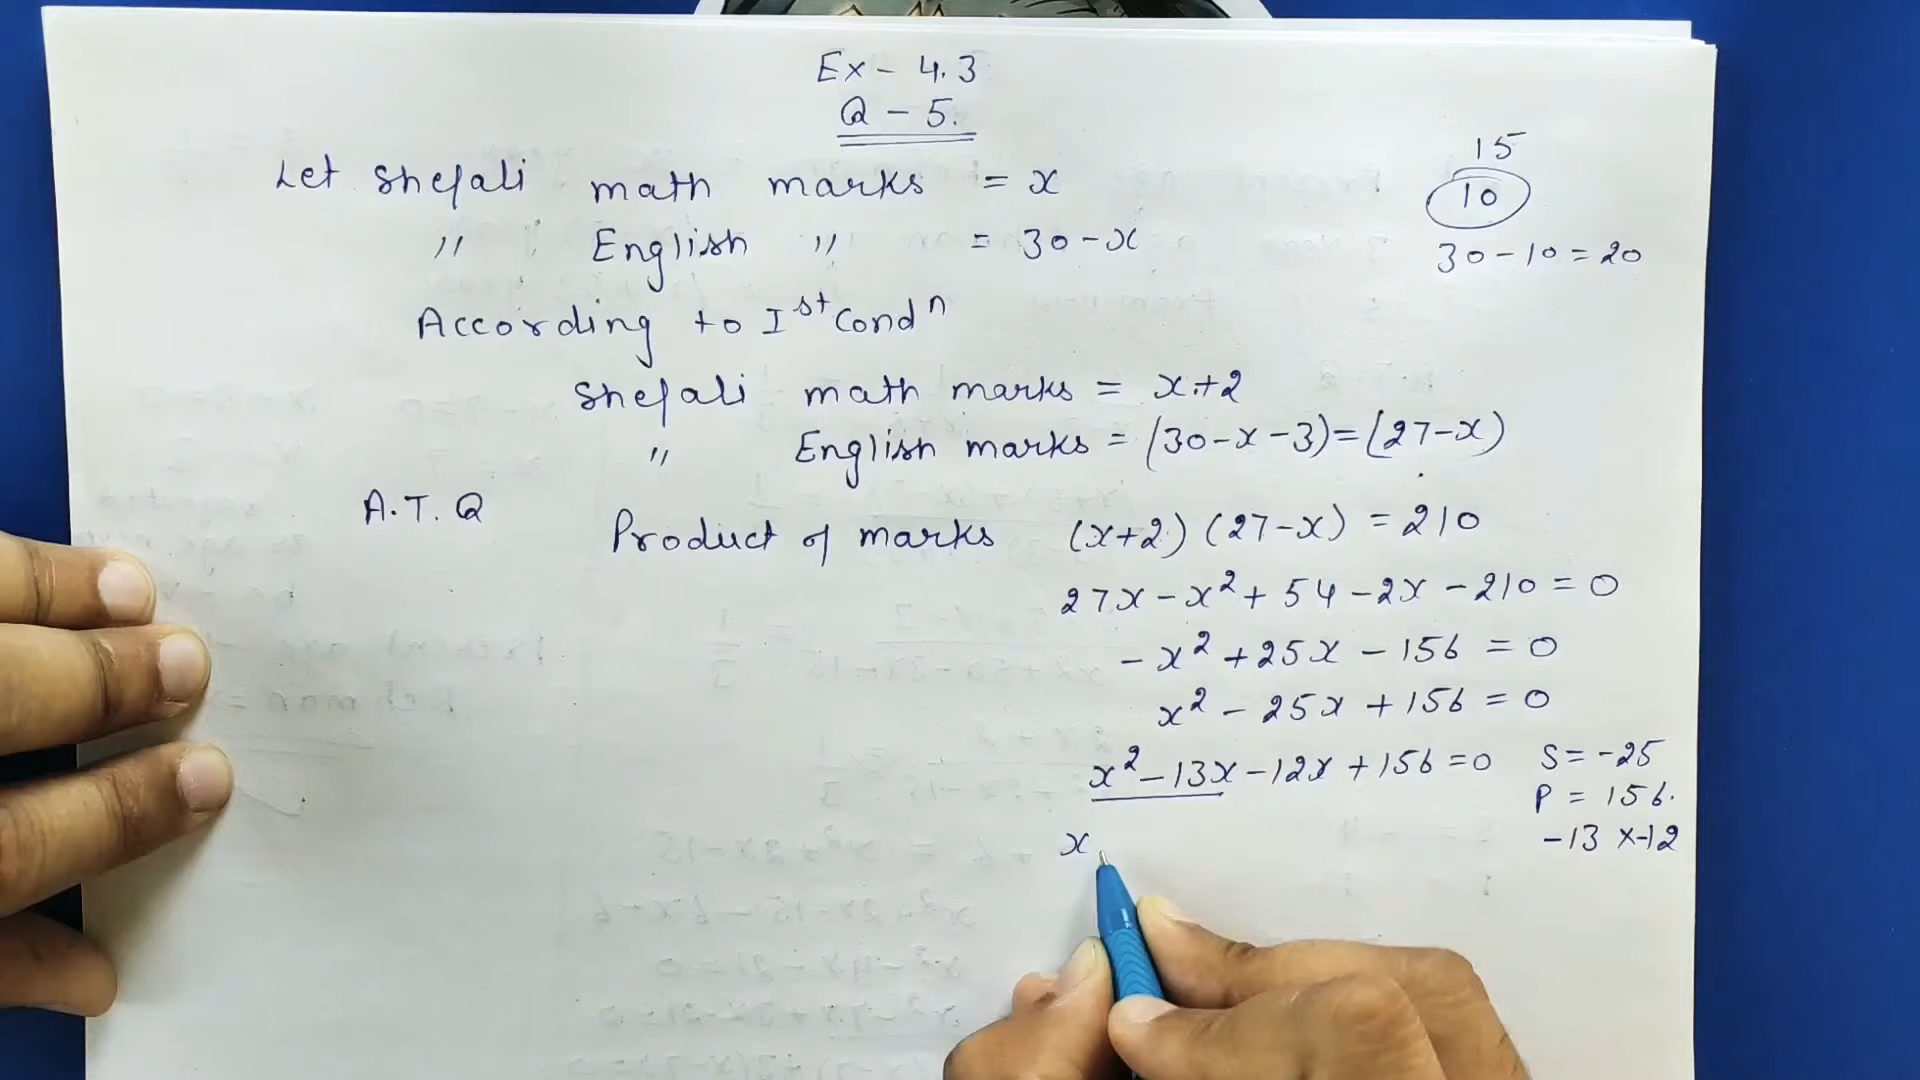 Ex - 4.3
Q - 5.
Let Shefali math marks = x
" English " = 30-x
15
10
30-10=20
According to Ist Condn
Shefali math marks = x+2
" English marks = (30-x-3)=(27-x)
A.T.Q Product of marks (x+2) (27-x) = 210
27x-x²+54-2x-210=0
-x²+25x-156=0
x²-25x+156=0
x²-13x-12x+156=0
S=-25
P=156.
-13 x-12
x